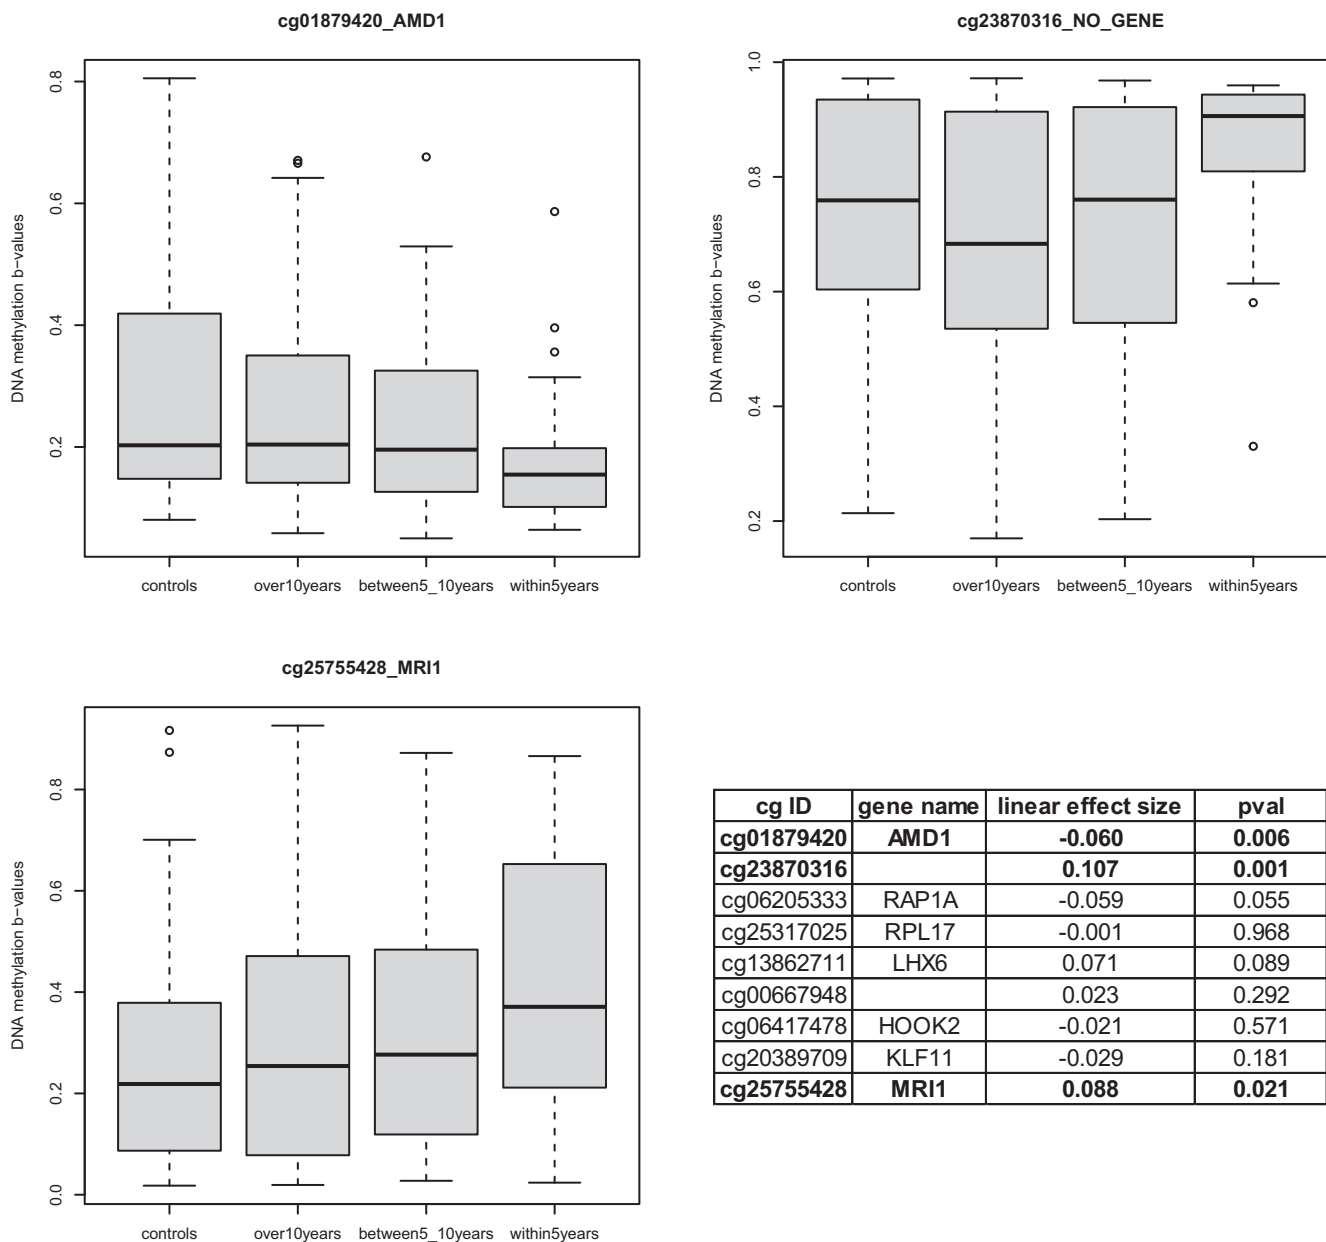 cg01879420_AMD1
DNA methylation b−values
0.8
0.6
0.4
0.2
controls over10years between5_10years within5years
cg23870316_NO_GENE
DNA methylation b−values
1.0
0.8
0.6
0.4
0.2
controls over10years between5_10years within5years
cg25755428_MRI1
DNA methylation b−values
0.8
0.6
0.4
0.2
0.0
controls over10years between5_10years within5years
cg ID gene name linear effect size pval
cg01879420 AMD1 -0.060 0.006
cg23870316 0.107 0.001
cg06205333 RAP1A -0.059 0.055
cg25317025 RPL17 -0.001 0.968
cg13862711 LHX6 0.071 0.089
cg00667948 0.023 0.292
cg06417478 HOOK2 -0.021 0.571
cg20389709 KLF11 -0.029 0.181
cg25755428 MRI1 0.088 0.021